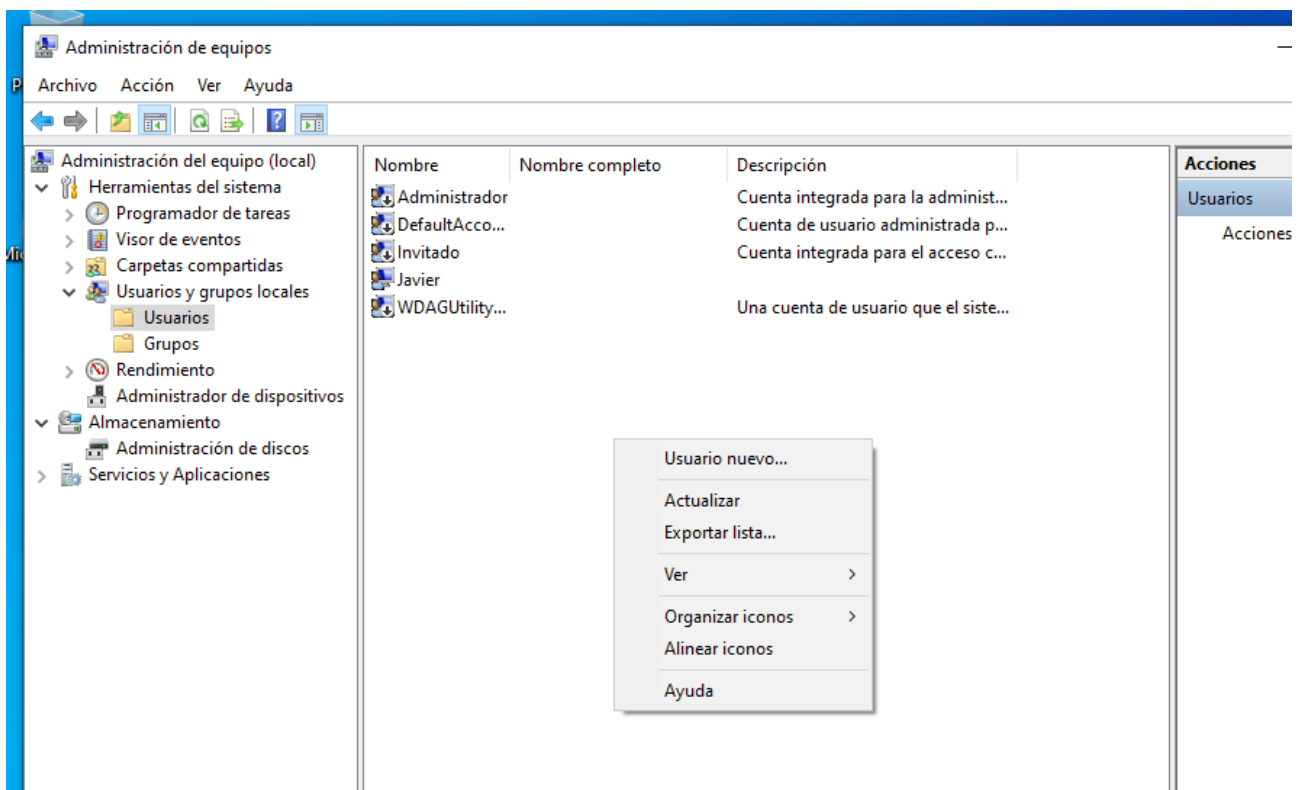 Administración de equipos
Archivo Acción Ver Ayuda
Administración del equipo (local)
Herramientas del sistema
Programador de tareas
Visor de eventos
Carpetas compartidas
Usuarios y grupos locales
Usuarios
Grupos
Rendimiento
Administrador de dispositivos
Almacenamiento
Administración de discos
Servicios y Aplicaciones
Nombre Nombre completo Descripción
Administrador Cuenta integrada para la administ...
DefaultAcco... Cuenta de usuario administrada p...
Invitado Cuenta integrada para el acceso c...
Javier
WDAGUtility... Una cuenta de usuario que el siste...
Usuario nuevo...
Actualizar
Exportar lista...
Ver
Organizar iconos
Alinear iconos
Ayuda
Acciones
Usuarios
Acciones